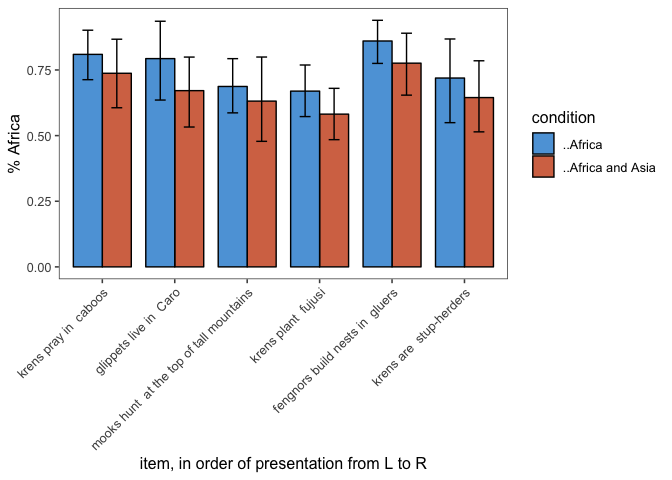 % Africa
0.75
0.50
0.25
0.00
krens pray in caboos
glippets live in Caro
mooks hunt at the top of tall mountains
krens plant fujusi
fengnors build nests in gluers
krens are stup-herders
item, in order of presentation from L to R
condition
..Africa
..Africa and Asia